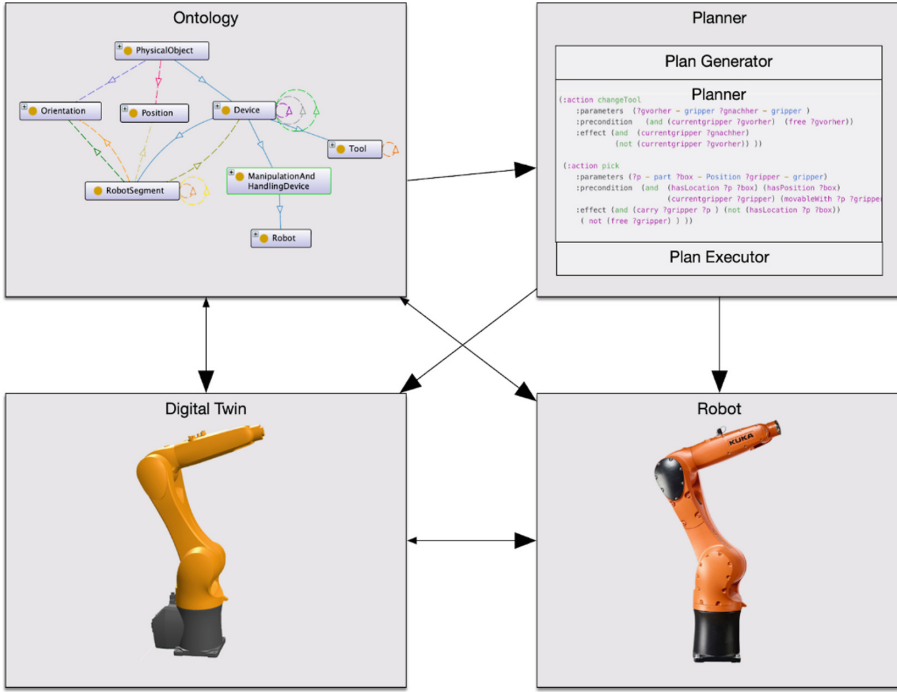 Ontology
PhysicalObject
Orientation
Position
Device
Tool
RobotSegment
ManipulationAnd
HandlingDevice
Robot
Planner
Plan Generator
Planner
(:action changeTool
:parameters (?gvorher - gripper ?gnachher - gripper )
:precondition (and (currentgripper ?gvorher) (free ?gvorher))
:effect (and (currentgripper ?gnachher)
(not (currentgripper ?gvorher)) ))
(:action pick
:parameters (?p - part ?box - Position ?gripper - gripper)
:precondition (and (hasLocation ?p ?box) (hasPosition ?box)
(currentgripper ?gripper) (movableWith ?p ?gripper
:effect (and (carry ?gripper ?p ) (not (hasLocation ?p ?box))
( not (free ?gripper) ) ))
Plan Executor
Digital Twin
Robot
KUKA